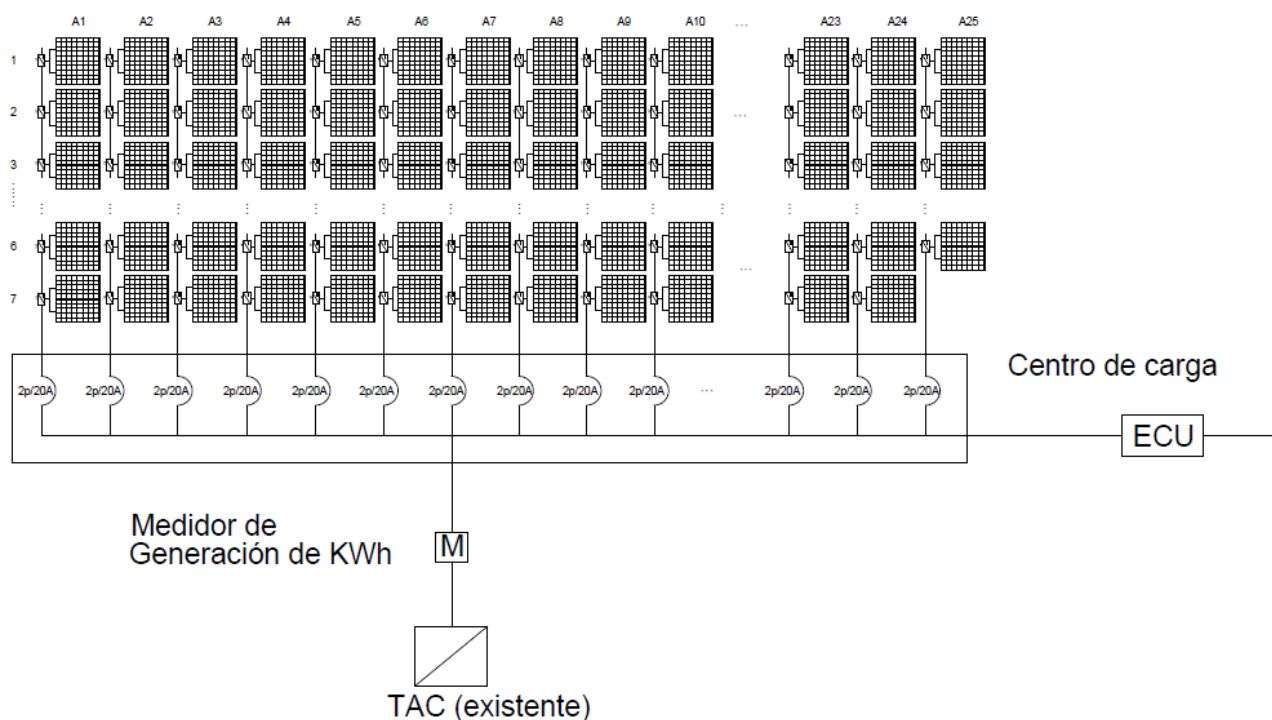 A1 A2 A3 A4 A5 A6 A7 A8 A9 A10 ... A23 A24 A25
1
2 ...
3
6 ...
7
2p/20A 2p/20A 2p/20A 2p/20A 2p/20A 2p/20A 2p/20A 2p/20A 2p/20A 2p/20A ... 2p/20A 2p/20A 2p/20A
Centro de carga
ECU
Medidor de
Generación de KWh
M
TAC (existente)